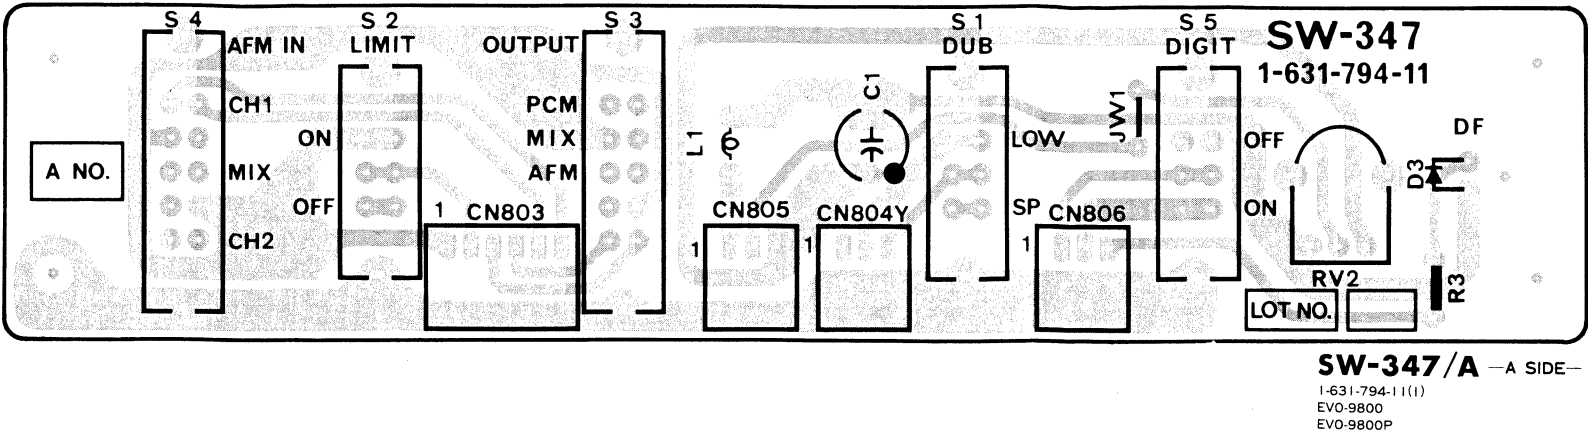 S 4
S 2
S 3
S 1
S 5
SW-347
AFM IN
LIMIT
OUTPUT
DUB
DIGIT
1-631-794-11
CH1
PCM
C1
JW1
ON
MIX
L1
LOW
OFF
DF
A NO.
MIX
AFM
D3
OFF
1
CN803
CN805
CN804Y
SP
CN806
ON
CH2
1
1
1
RV2
R3
LOT NO.
SW-347/A —A SIDE—
1-631-794-11(1)
EVO-9800
EVO-9800P